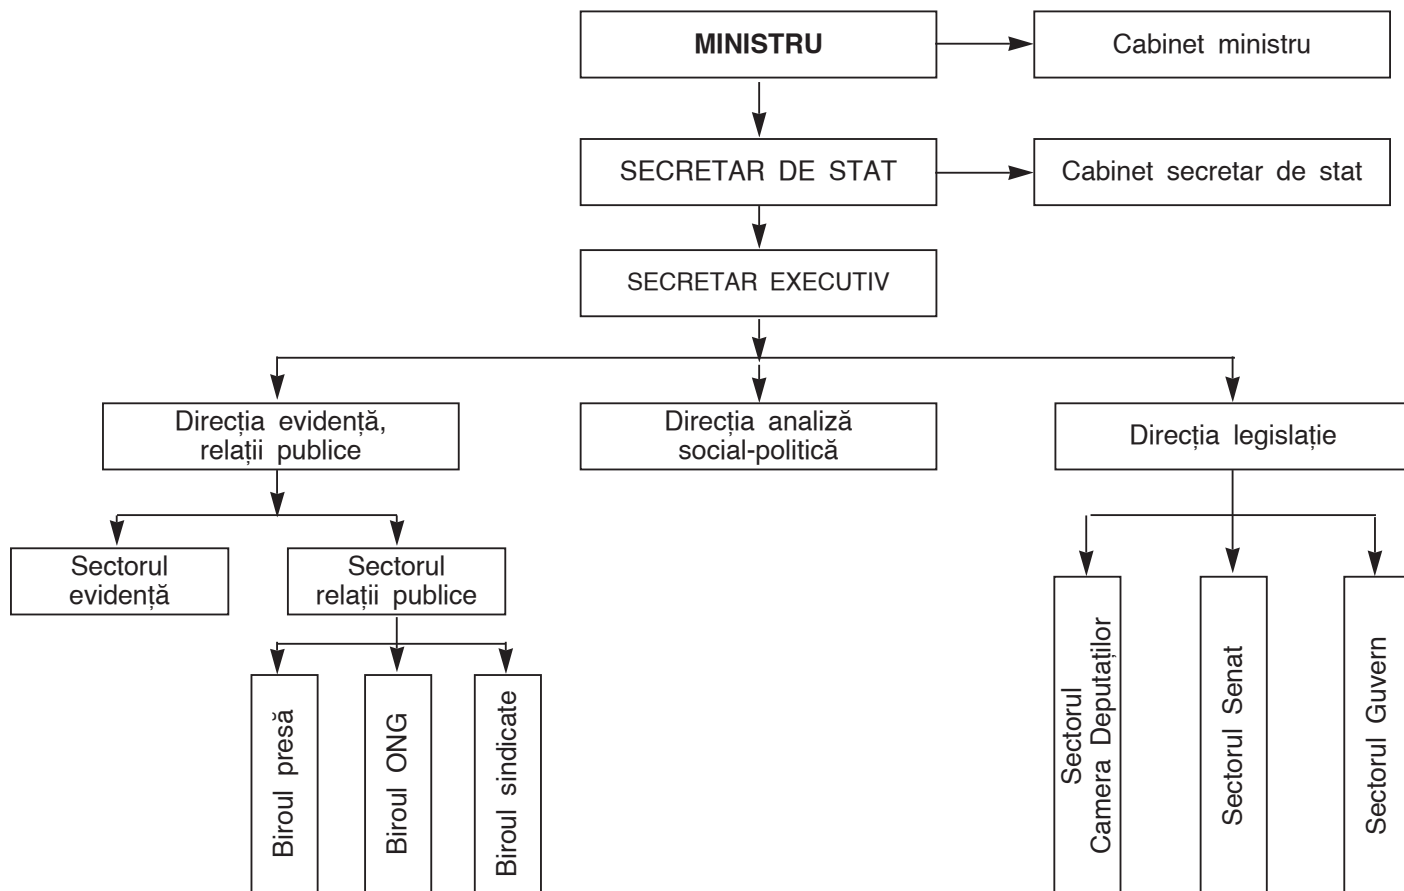 MINISTRU
Cabinet ministru
SECRETAR DE STAT
Cabinet secretar de stat
SECRETAR EXECUTIV
Direcția evidență,
relații publice
Direcția analiză
social-politică
Direcția legislație
Sectorul
evidență
Sectorul
relații publice
Biroul presă
Biroul ONG
Biroul sindicate
Sectorul
Camera Deputaților
Sectorul Senat
Sectorul Guvern